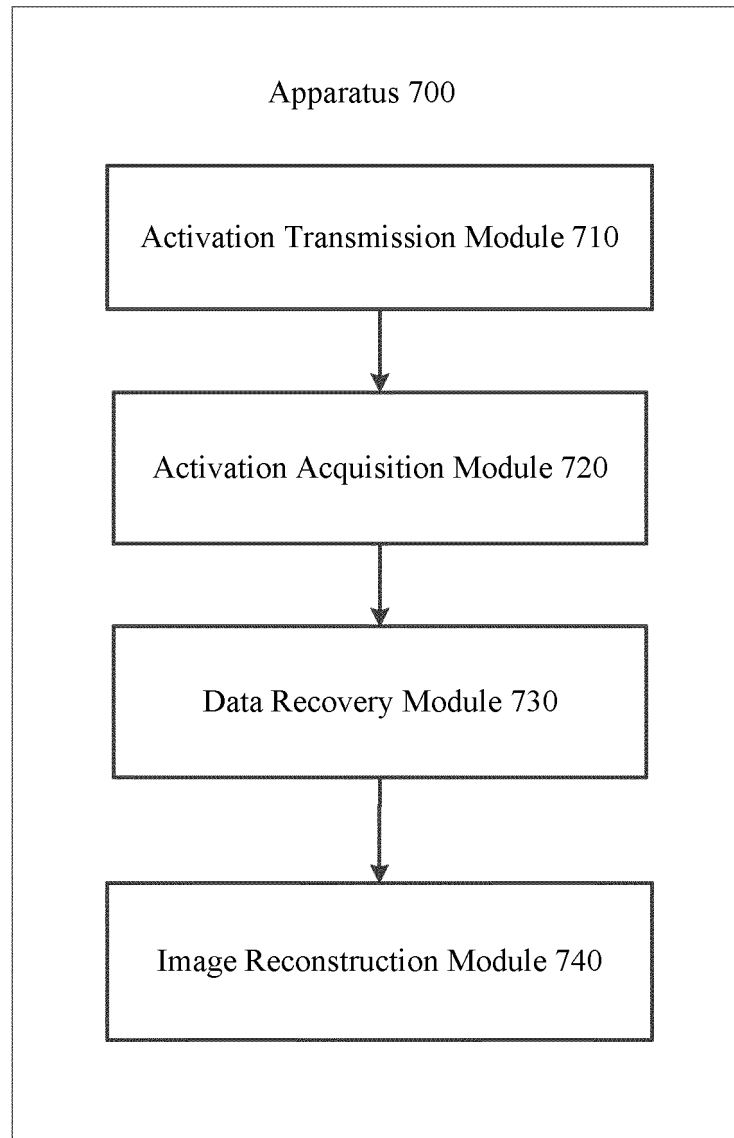 Apparatus 700
Activation Transmission Module 710
Activation Acquisition Module 720
Data Recovery Module 730
Image Reconstruction Module 740